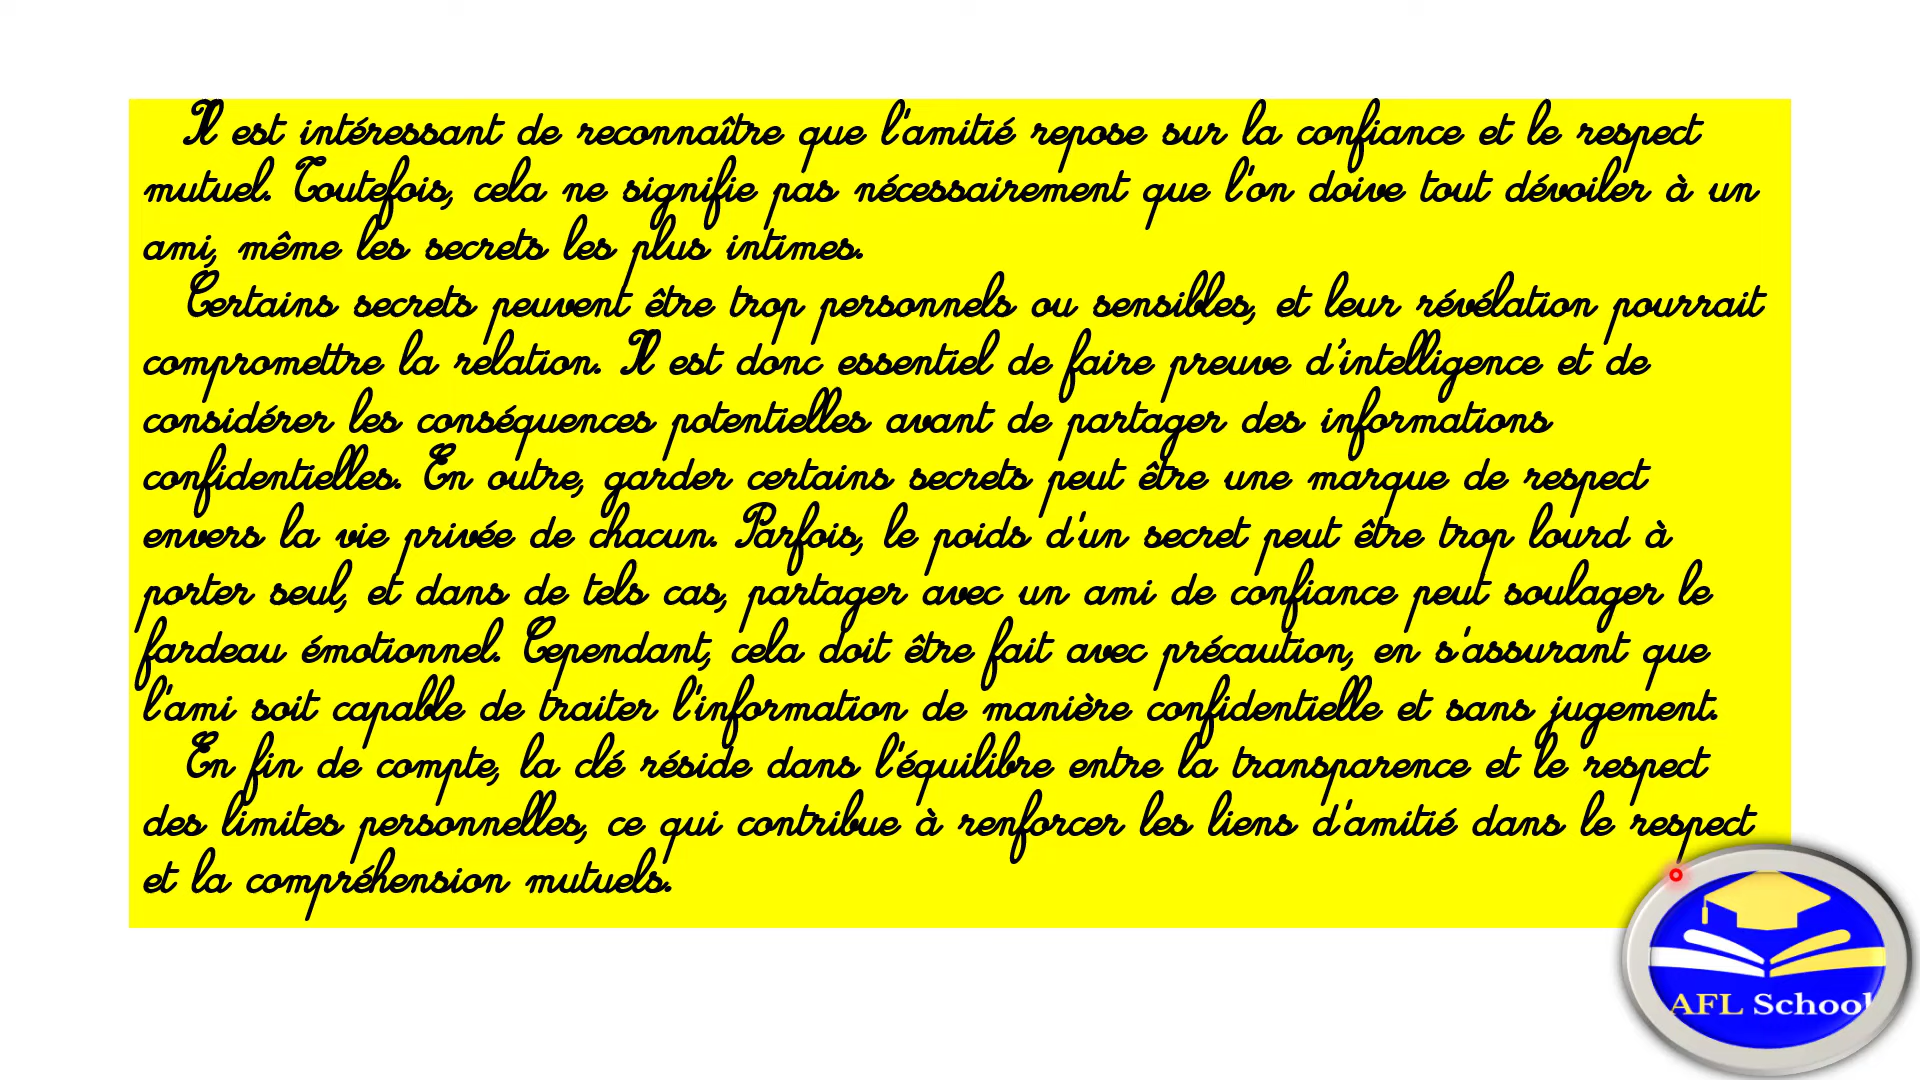 Il est intéressant de reconnaître que l'amitié repose sur la confiance et le respect
mutuel. Toutefois, cela ne signifie pas nécessairement que l'on doive tout dévoiler à un
ami, même les secrets les plus intimes.
Certains secrets peuvent être trop personnels ou sensibles, et leur révélation pourrait
compromettre la relation. Il est donc essentiel de faire preuve d'intelligence et de
considérer les conséquences potentielles avant de partager des informations
confidentielles. En outre, garder certains secrets peut être une marque de respect
envers la vie privée de chacun. Parfois, le poids d'un secret peut être trop lourd à
porter seul, et dans de tels cas, partager avec un ami de confiance peut soulager le
fardeau émotionnel. Cependant, cela doit être fait avec précaution, en s'assurant que
l'ami soit capable de traiter l'information de manière confidentielle et sans jugement.
En fin de compte, la clé réside dans l'équilibre entre la transparence et le respect
des limites personnelles, ce qui contribue à renforcer les liens d'amitié dans le respect
et la compréhension mutuels.
AFL School